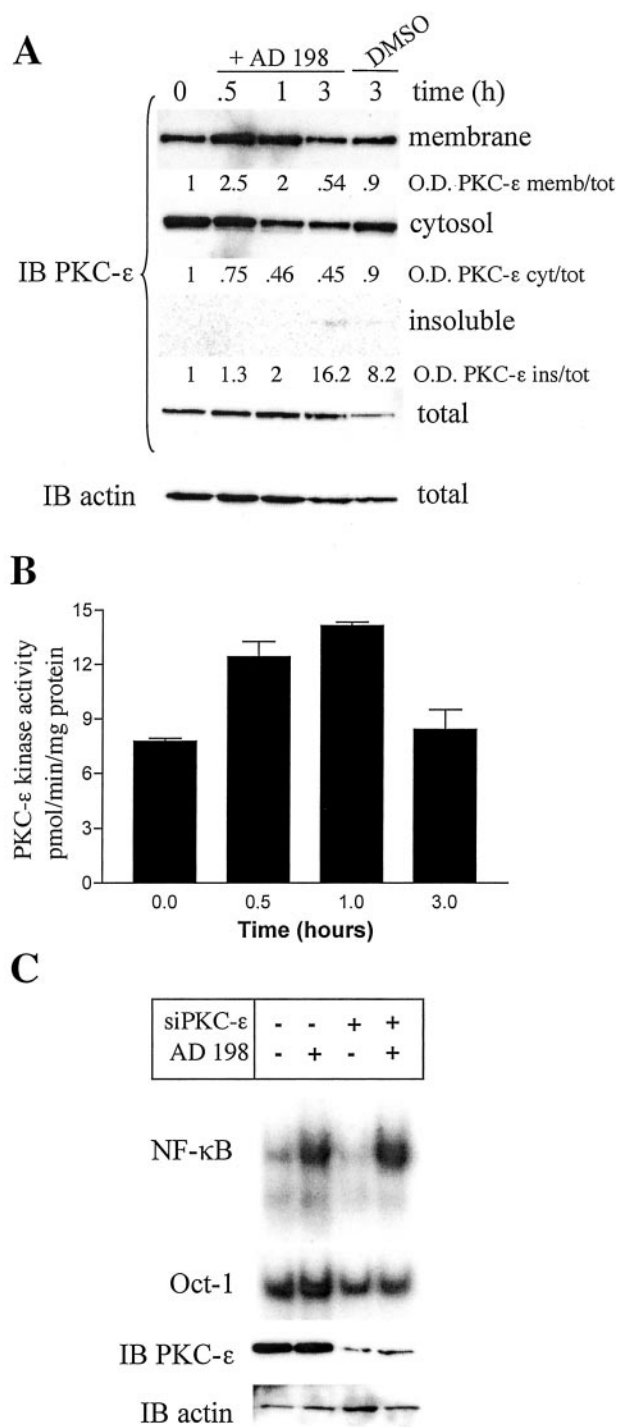 A
+ AD 198 DMSO
0 .5 1 3 3 time (h)
membrane
1 2.5 2 .54 .9 O.D. PKC-ε memb/tot
cytosol
IB PKC-ε
1 .75 .46 .45 .9 O.D. PKC-ε cyt/tot
insoluble
1 1.3 2 16.2 8.2 O.D. PKC-ε ins/tot
total
IB actin total
B
PKC-ε kinase activity
pmol/min/mg protein
15
12
9
6
3
0
0.0 0.5 1.0 3.0
Time (hours)
C
siPKC-ε - - + +
AD 198 - + - +
NF-κB
Oct-1
IB PKC-ε
IB actin